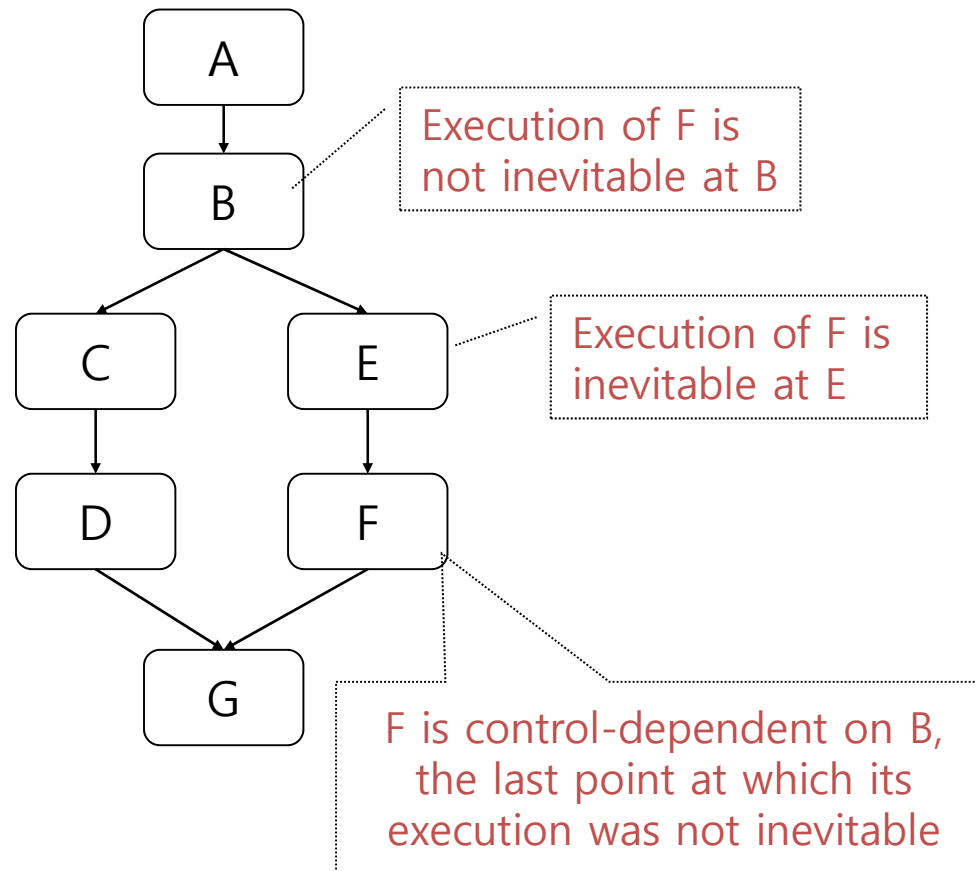 A
Execution of F is
not inevitable at B
B
Execution of F is
inevitable at E
C
E
D
F
G
F is control-dependent on B,
the last point at which its
execution was not inevitable